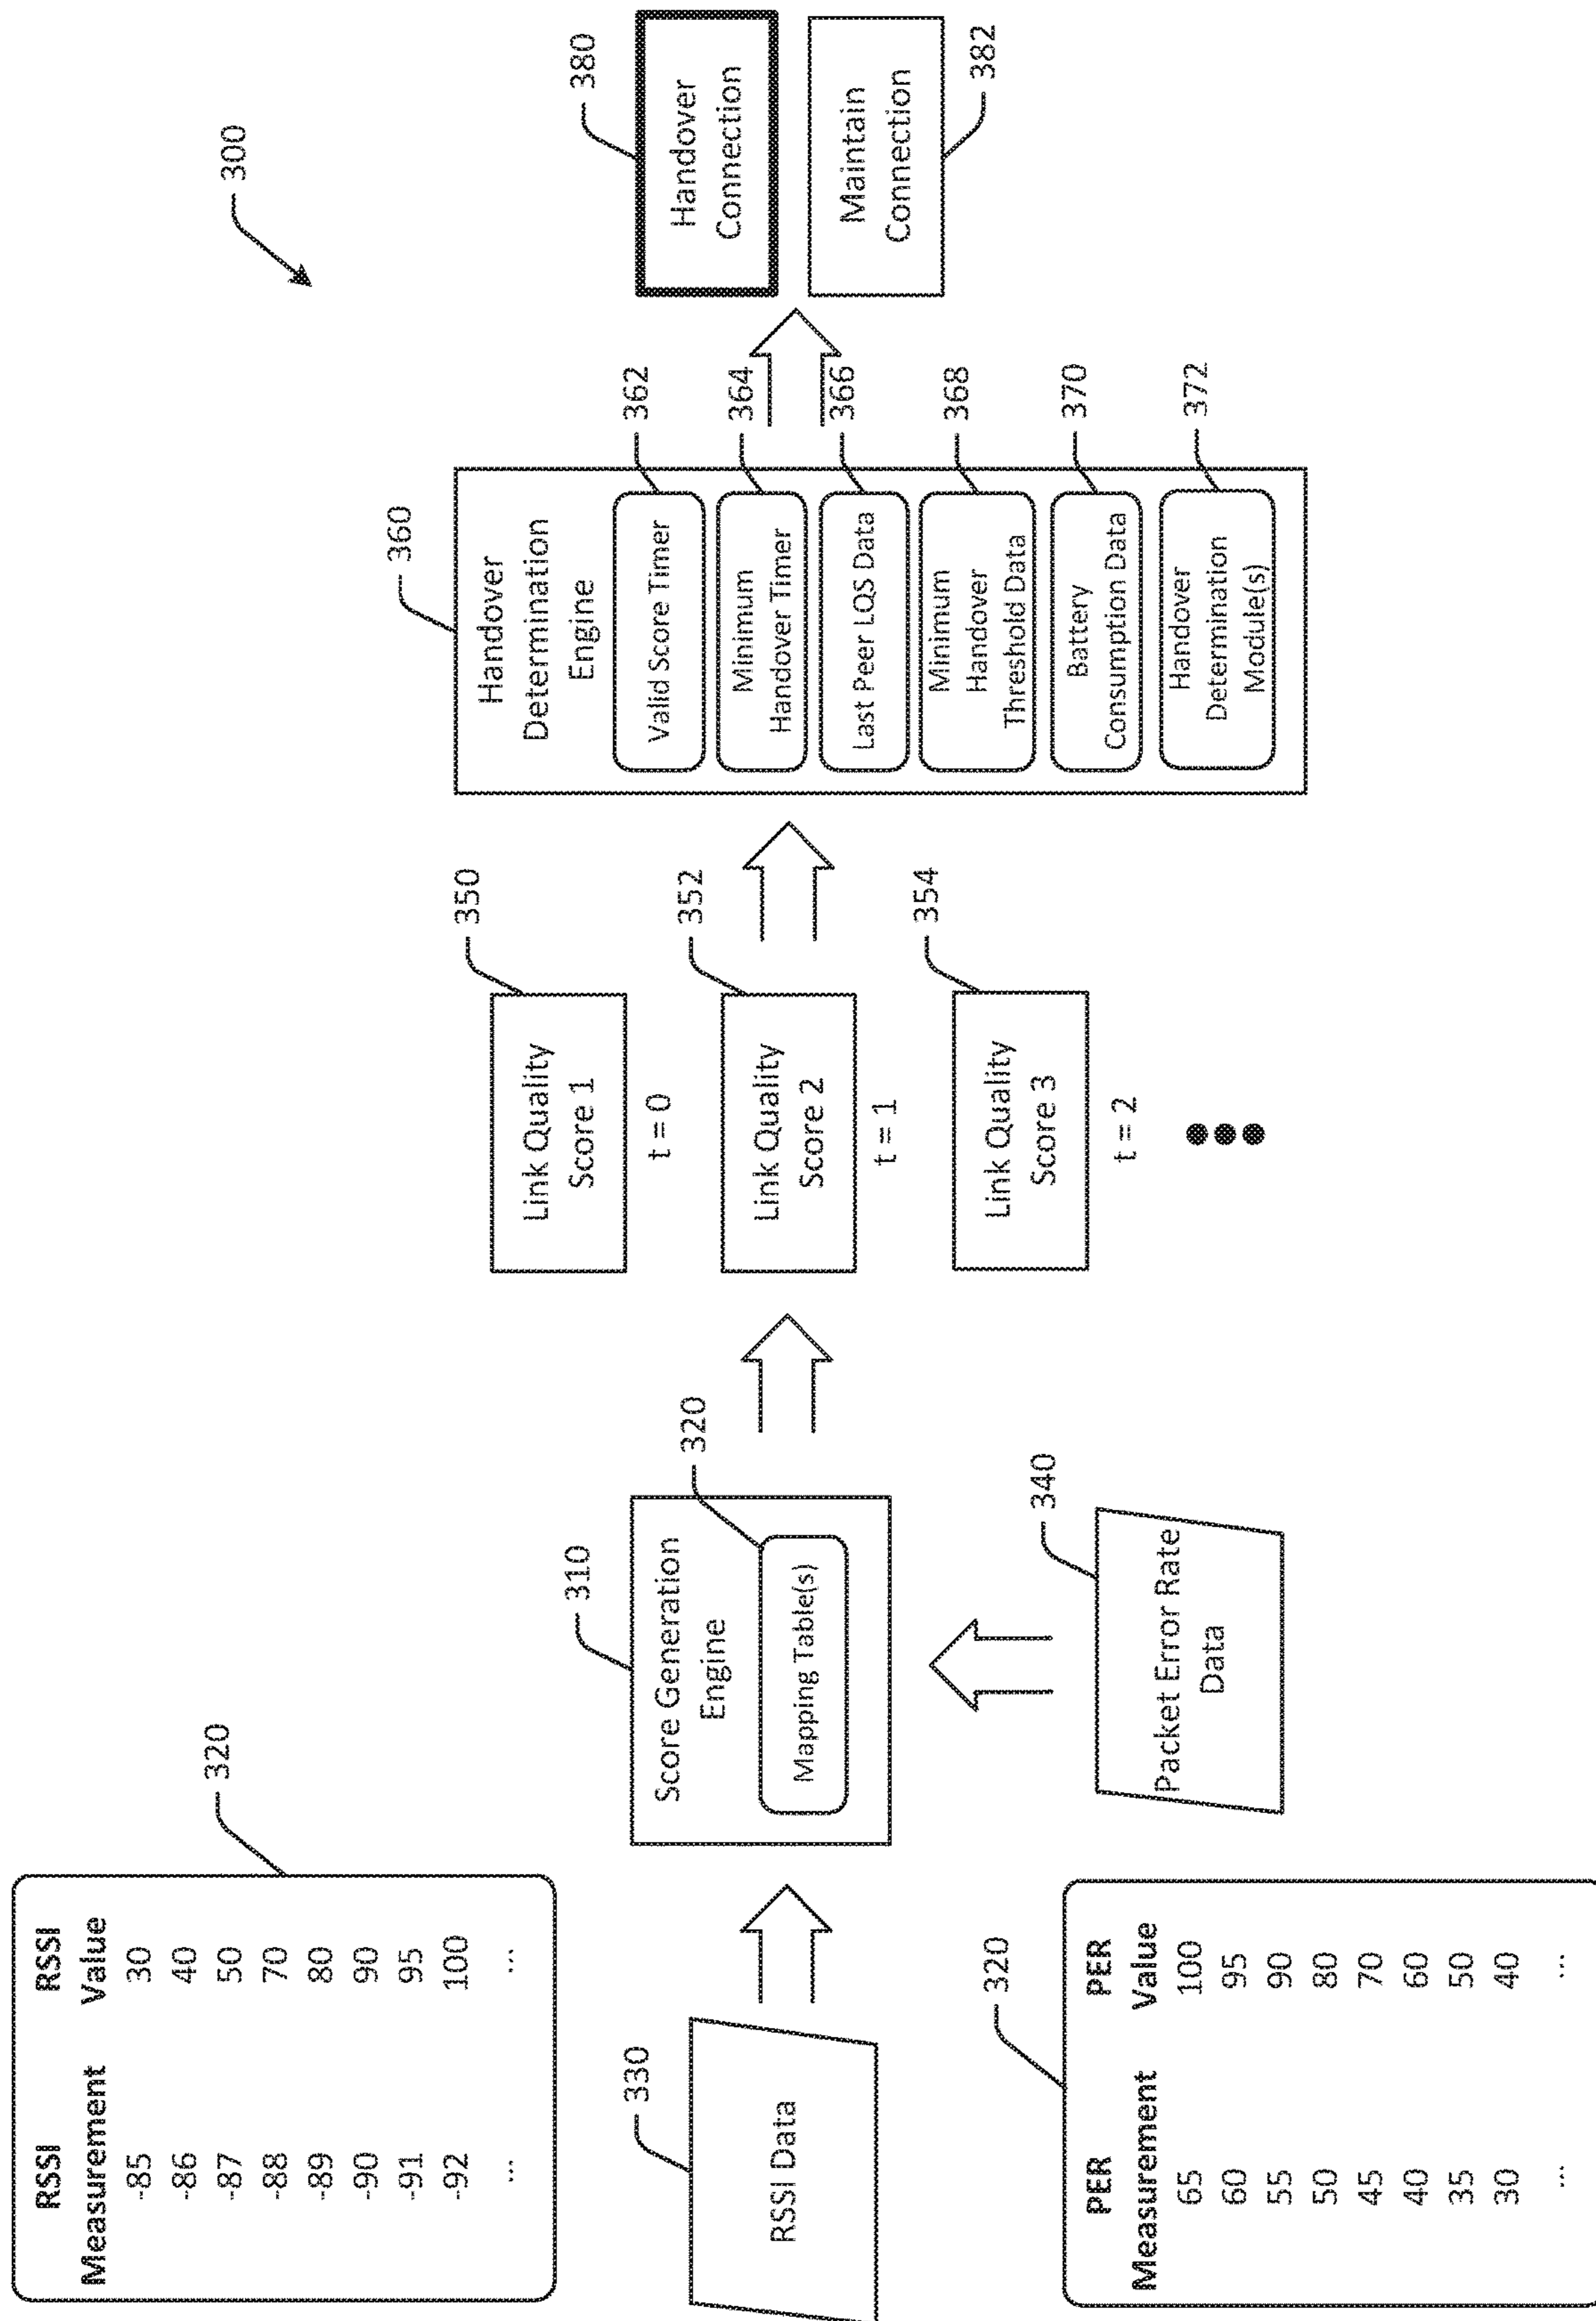 300
320
RSSI Measurement RSSI Value
-85 30
-86 40
-87 50
-88 70
-89 80
-90 90
-91 95
-92 100
... ...
330
RSSI Data
320
PER Measurement PER Value
65 100
60 95
55 90
50 80
45 70
40 60
35 50
30 40
... ...
310
Score Generation
Engine
320
Mapping Table(s)
340
Packet Error Rate
Data
350
Link Quality
Score 1
t = 0
352
Link Quality
Score 2
t = 1
354
Link Quality
Score 3
t = 2
360
Handover
Determination
Engine
362
Valid Score Timer
364
Minimum
Handover Timer
366
Last Peer LQS Data
368
Minimum
Handover
Threshold Data
370
Battery
Consumption Data
372
Handover
Determination
Module(s)
380
Handover
Connection
Maintain
Connection
382